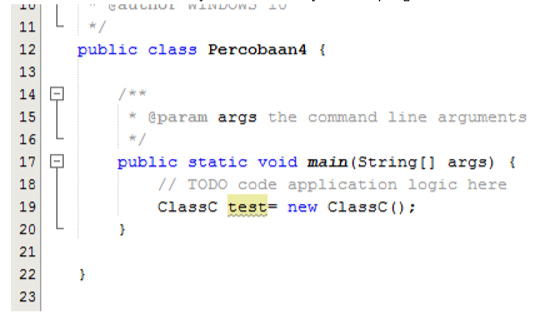 10 * @author WINDOWS 10
11 */
12 public class Percobaan4 {
13
14 /**
15 * @param args the command line arguments
16 */
17 public static void main(String[] args) {
18 // TODO code application logic here
19 ClassC test= new ClassC();
20 }
21
22 }
23